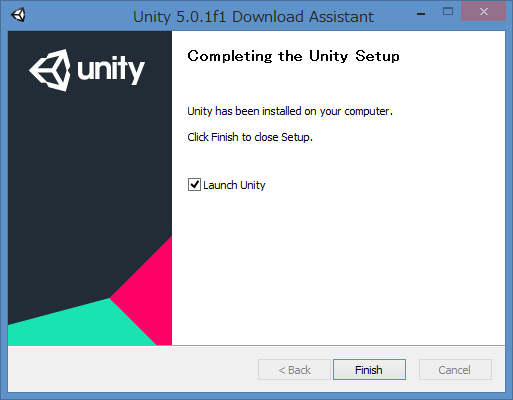 Unity 5.0.1f1 Download Assistant
unity
Completing the Unity Setup
Unity has been installed on your computer.
Click Finish to close Setup.
Launch Unity
< Back
Finish
Cancel